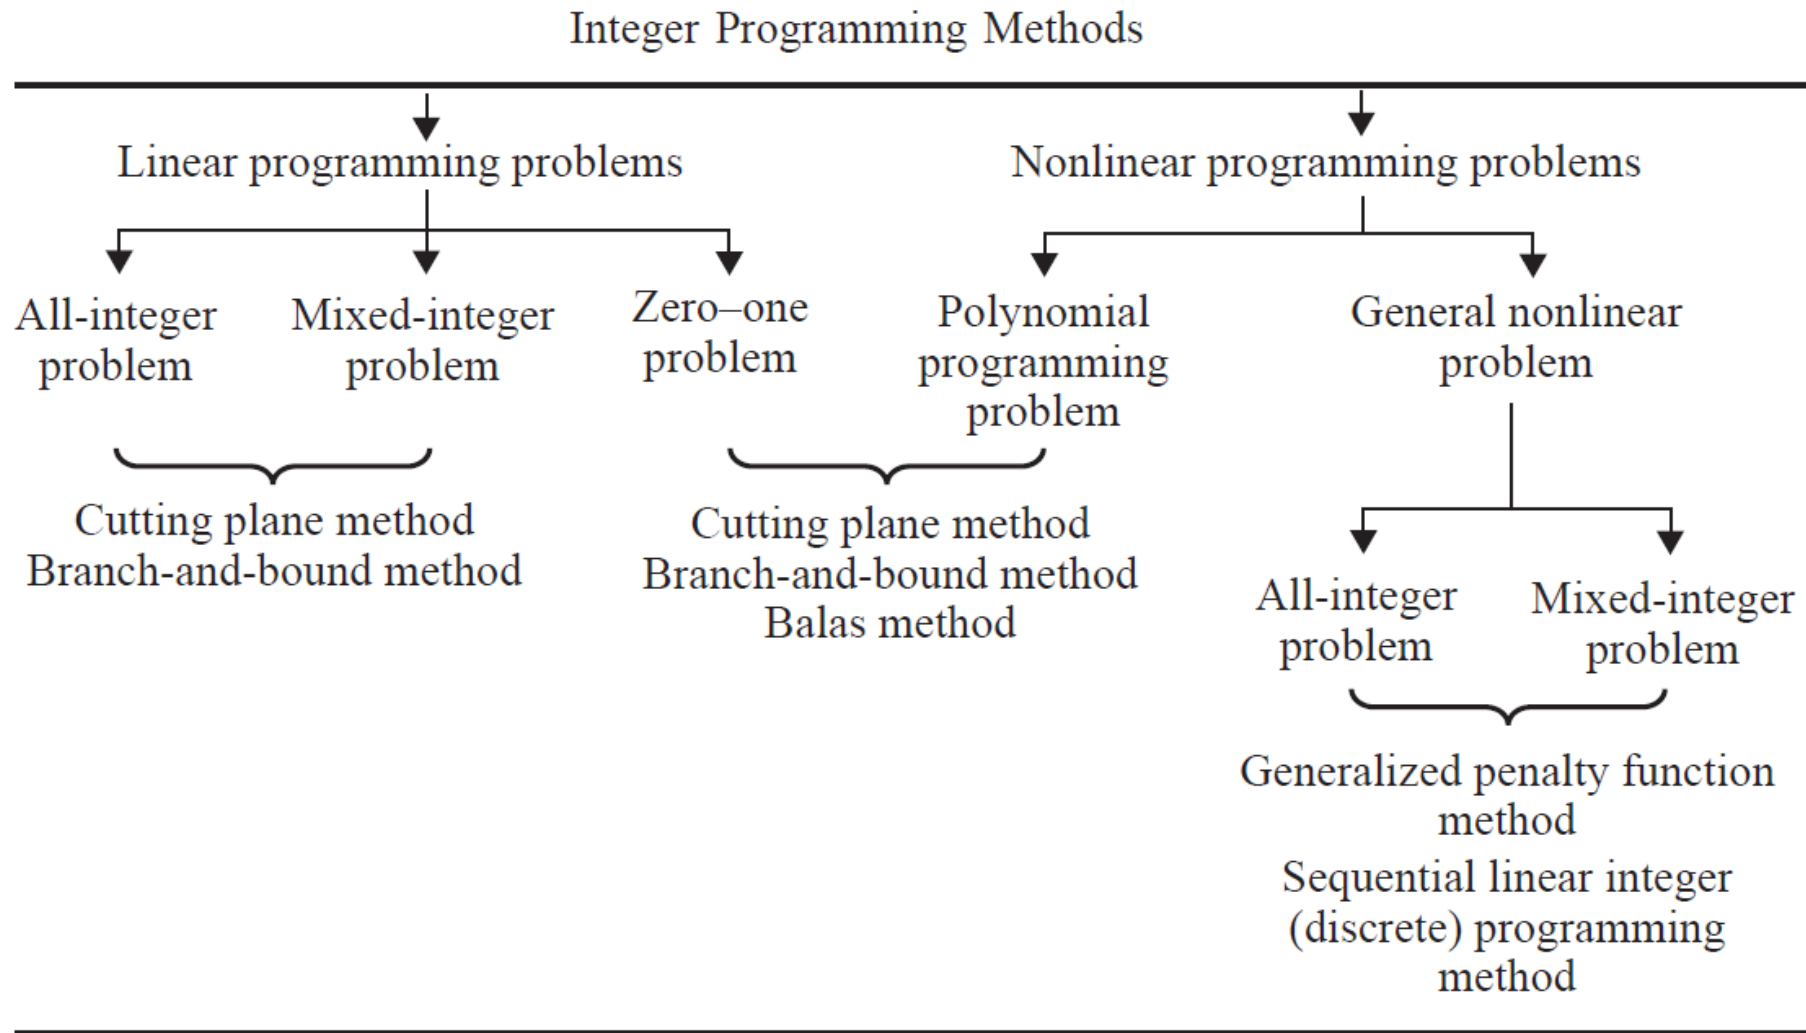 Integer Programming Methods
Linear programming problems
Nonlinear programming problems
All-integer
problem
Mixed-integer
problem
Zero–one
problem
Polynomial
programming
problem
General nonlinear
problem
Cutting plane method
Branch-and-bound method
Cutting plane method
Branch-and-bound method
Balas method
All-integer
problem
Mixed-integer
problem
Generalized penalty function
method
Sequential linear integer
(discrete) programming
method